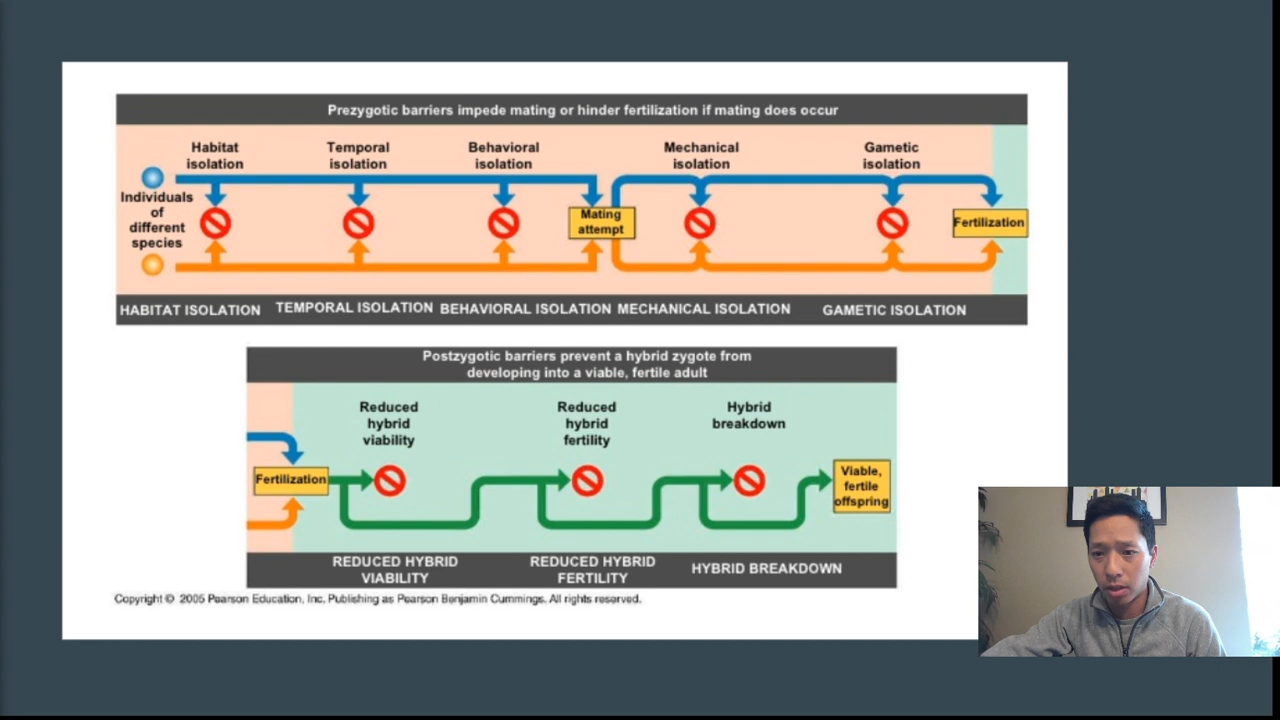 Prezygotic barriers impede mating or hinder fertilization if mating does occur
Habitat
isolation
Temporal
isolation
Behavioral
isolation
Mechanical
isolation
Gametic
isolation
Individuals
of
different
species
Mating
attempt
Fertilization
HABITAT ISOLATION
TEMPORAL ISOLATION
BEHAVIORAL ISOLATION
MECHANICAL ISOLATION
GAMETIC ISOLATION
Postzygotic barriers prevent a hybrid zygote from
developing into a viable, fertile adult
Reduced
hybrid
viability
Reduced
hybrid
fertility
Hybrid
breakdown
Fertilization
Viable,
fertile
offspring
REDUCED HYBRID
VIABILITY
REDUCED HYBRID
FERTILITY
HYBRID BREAKDOWN
Copyright © 2005 Pearson Education, Inc. Publishing as Pearson Benjamin Cummings. All rights reserved.